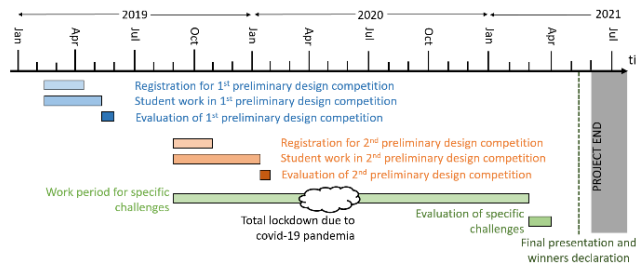 2019 2020 2021
Jan Apr Jul Oct Jan Apr Jul Oct Jan Apr Jul
ti
Registration for 1st preliminary design competition
Student work in 1st preliminary design competition
Evaluation of 1st preliminary design competition
Registration for 2nd preliminary design competition
Student work in 2nd preliminary design competition
Evaluation of 2nd preliminary design competition
Work period for specific
challenges
Total lockdown due to
covid-19 pandemia
Evaluation of specific
challenges
PROJECT END
Final presentation and
winners declaration